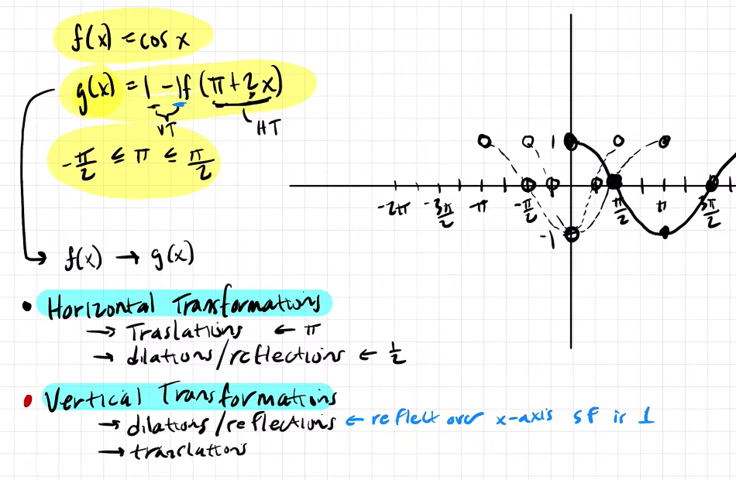 f(x) = cos x
g(x) = 1 - 1f (π + 2x)
VT
HT
-π/2 ≤ π ≤ π/2
f(x) → g(x)
• Horizontal Transformations
→ Traslations ← π
→ dilations/reflections ← 1/2
• Vertical Transformations
→ dilations/reflections ← reflect over x-axis sf is 1
→ translations
1
-2π -3π/2 -π -π/2 π/2 π 3π/2
-1